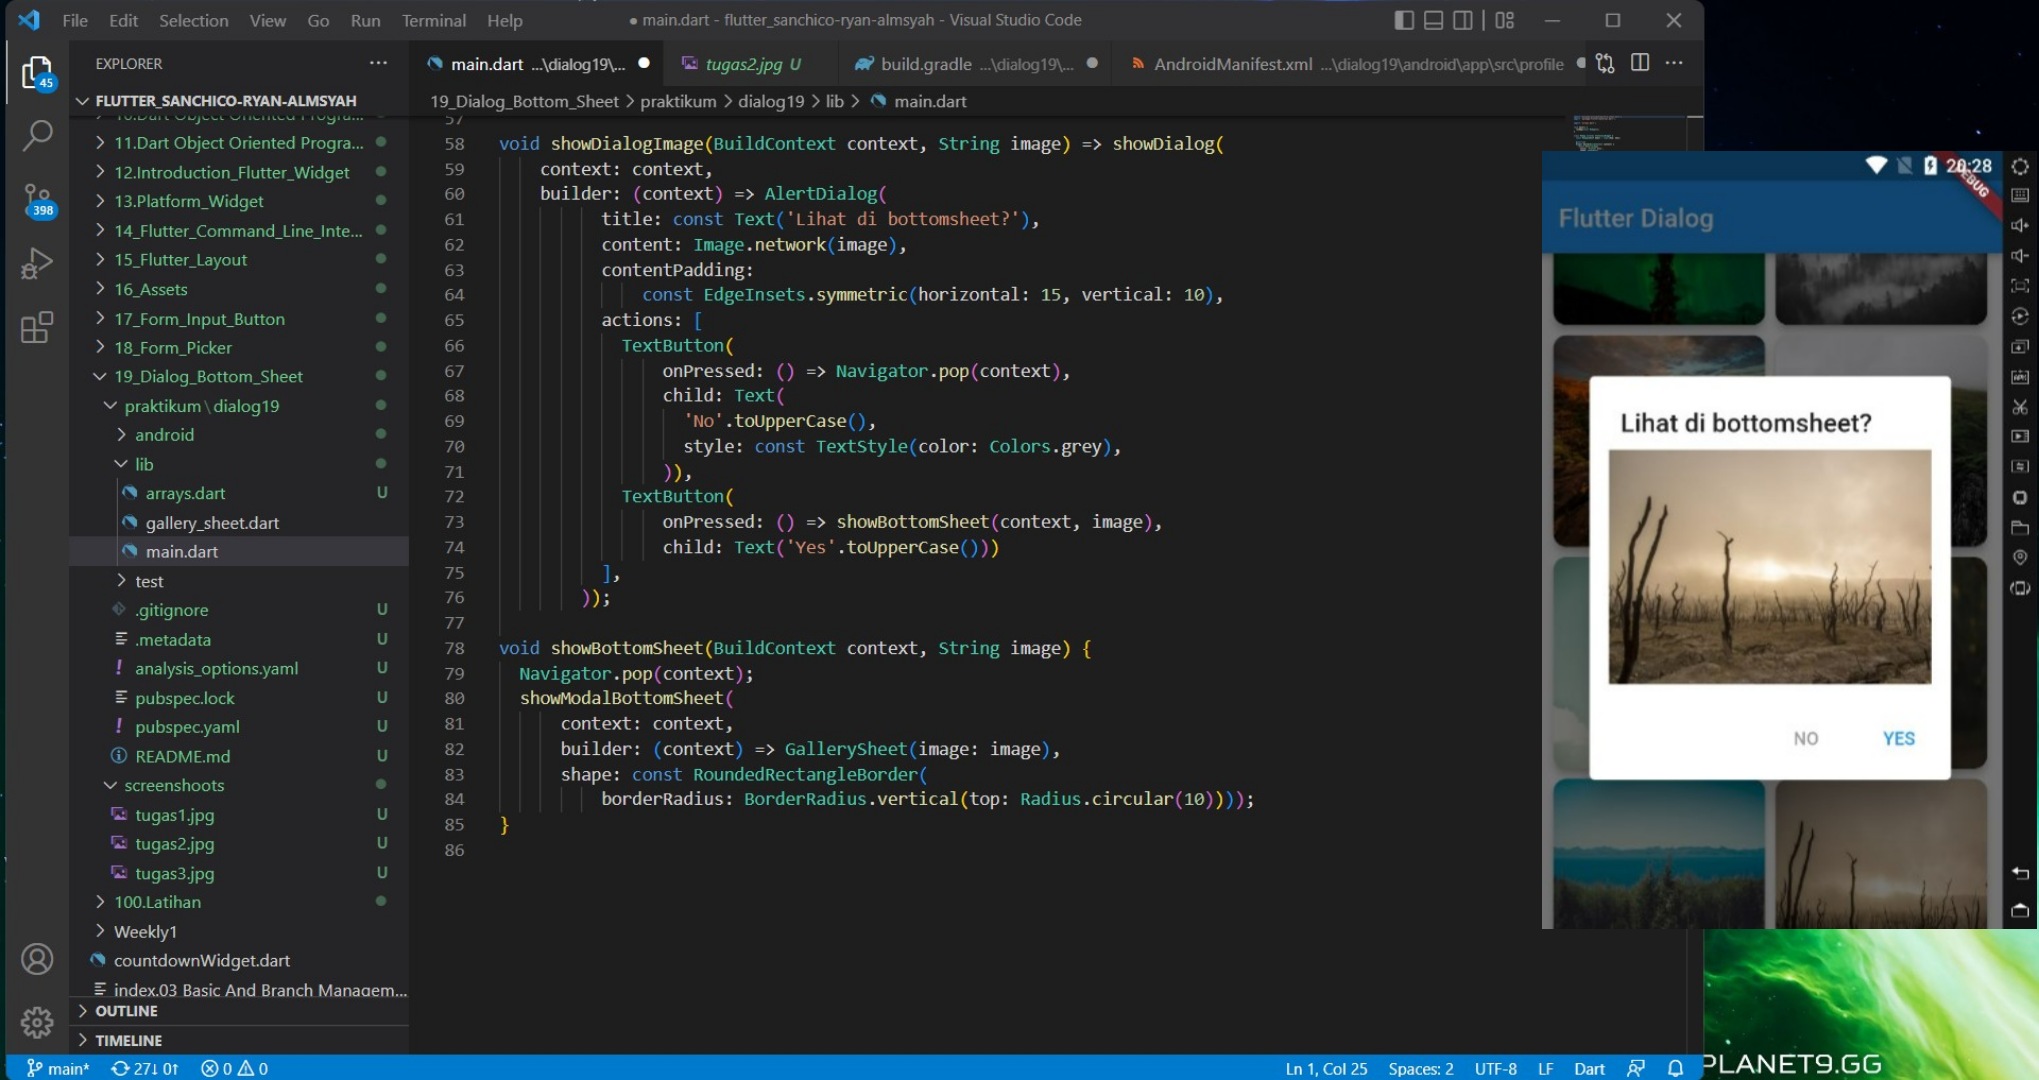 File Edit Selection View Go Run Terminal Help
● main.dart - flutter_sanchico-ryan-almsyah - Visual Studio Code
EXPLORER
main.dart ...\dialog19\...
tugas2.jpg U
build.gradle ...\dialog19\...
AndroidManifest.xml ...\dialog19\android\app\src\profile
45
398
FLUTTER_SANCHICO-RYAN-ALMSYAH
10.Dart Object Oriented Progra...
11.Dart Object Oriented Progra...
12.Introduction_Flutter_Widget
13.Platform_Widget
14_Flutter_Command_Line_Inte...
15_Flutter_Layout
16_Assets
17_Form_Input_Button
18_Form_Picker
19_Dialog_Bottom_Sheet
praktikum\dialog19
android
lib
arrays.dart U
gallery_sheet.dart
main.dart
test
.gitignore U
.metadata U
analysis_options.yaml U
pubspec.lock U
pubspec.yaml U
README.md U
screenshoots
tugas1.jpg U
tugas2.jpg U
tugas3.jpg U
100.Latihan
Weekly1
countdownWidget.dart
index.03 Basic And Branch Managem...
OUTLINE
TIMELINE
19_Dialog_Bottom_Sheet > praktikum > dialog19 > lib > main.dart
57
58 void showDialogImage(BuildContext context, String image) => showDialog(
59 context: context,
60 builder: (context) => AlertDialog(
61 title: const Text('Lihat di bottomsheet?'),
62 content: Image.network(image),
63 contentPadding:
64 const EdgeInsets.symmetric(horizontal: 15, vertical: 10),
65 actions: [
66 TextButton(
67 onPressed: () => Navigator.pop(context),
68 child: Text(
69 'No'.toUpperCase(),
70 style: const TextStyle(color: Colors.grey),
71 )),
72 TextButton(
73 onPressed: () => showBottomSheet(context, image),
74 child: Text('Yes'.toUpperCase()))
75 ],
76 ));
77
78 void showBottomSheet(BuildContext context, String image) {
79 Navigator.pop(context);
80 showModalBottomSheet(
81 context: context,
82 builder: (context) => GallerySheet(image: image),
83 shape: const RoundedRectangleBorder(
84 borderRadius: BorderRadius.vertical(top: Radius.circular(10))));
85 }
86
20:28
DEBUG
Flutter Dialog
Lihat di bottomsheet?
NO YES
main* 27↓ 0↑ 0 0
Ln 1, Col 25 Spaces: 2 UTF-8 LF Dart
PLANET9.GG